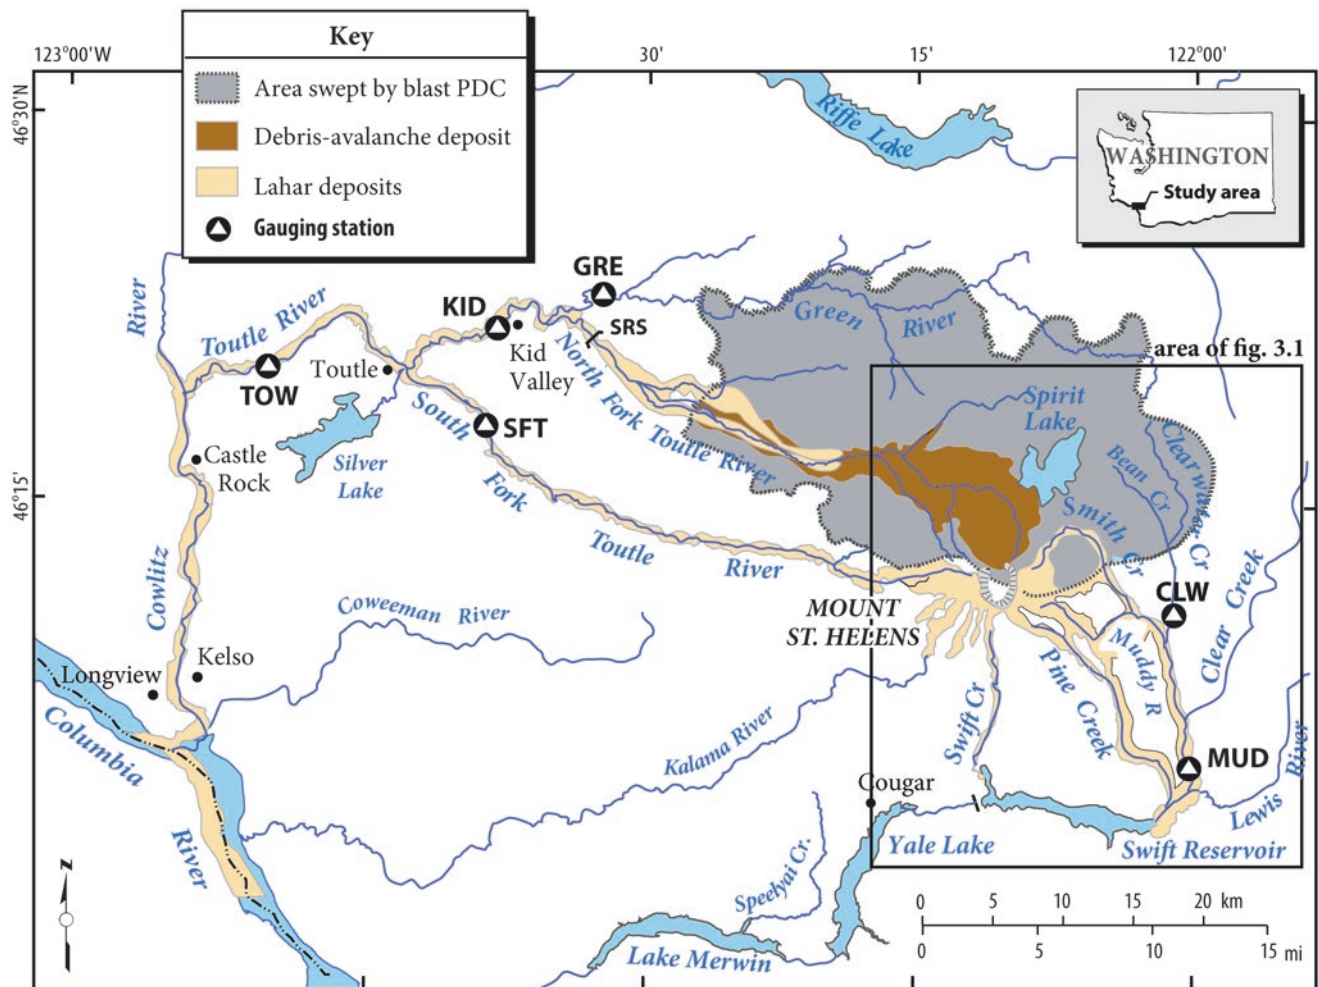 Key
Area swept by blast PDC
Debris-avalanche deposit
Lahar deposits
Gauging station
123°00'W
30'
15'
122°00'
46°30'N
46°15'
WASHINGTON
Study area
Riffe Lake
GRE
KID
SRS
Green
River
River
Toutle River
TOW
Toutle
Kid
Valley
North Fork Toutle River
area of fig. 3.1
Spirit
Lake
South
SFT
Fork
Toutle
River
Castle
Rock
Silver
Lake
Bean Cr
Clearwater Cr
Smith Cr
CLW
Clear Creek
Cowlitz
Coweeman River
MOUNT
ST. HELENS
Muddy R
Pine Creek
Swift Cr
Kelso
Longview
Columbia
River
Kalama River
MUD
Lewis
River
Cougar
Yale Lake
Swift Reservoir
Speelyai Cr.
Lake Merwin
N
0 5 10 15 20 km
0 5 10 15 mi